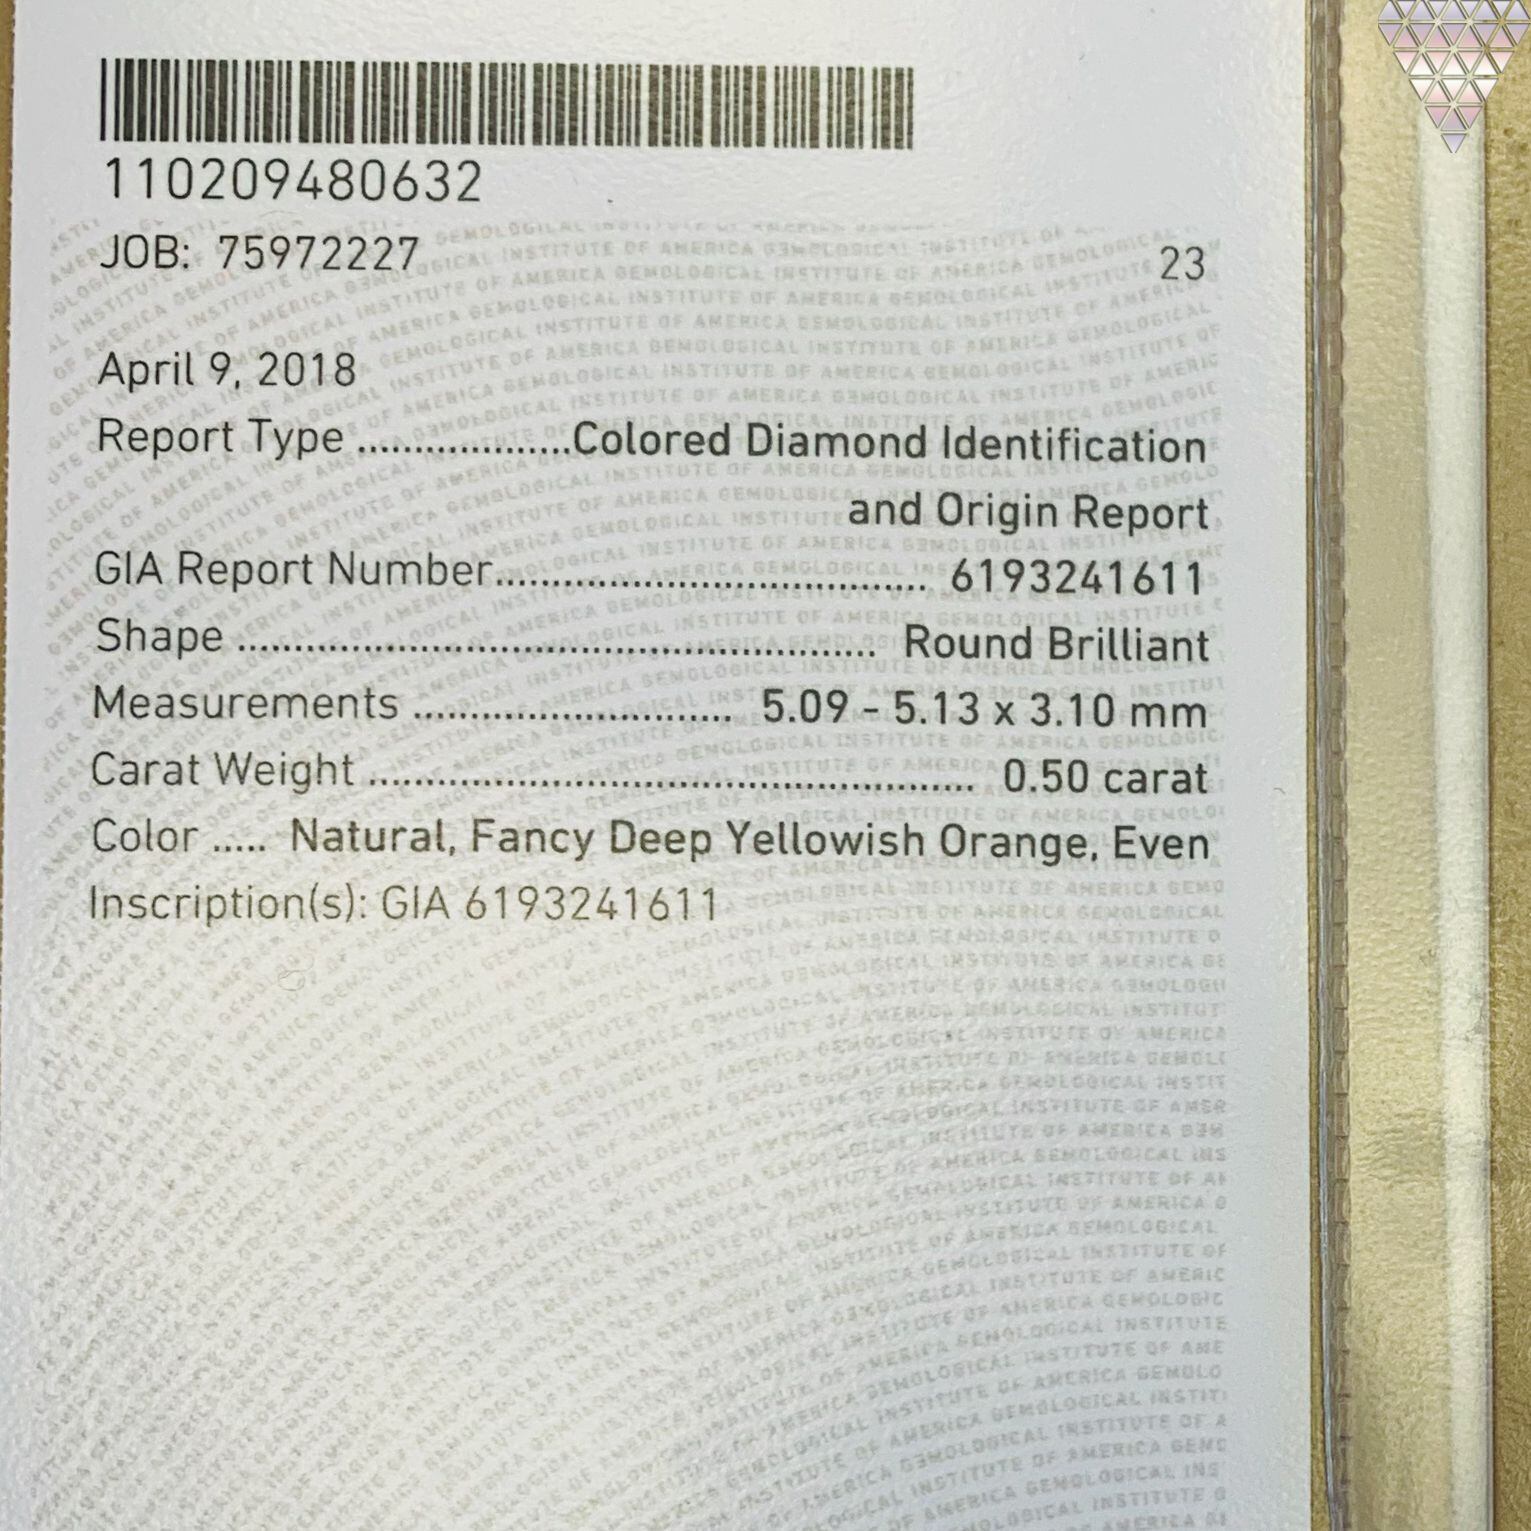 110209480632
JOB: 75972227
23
April 9, 2018
Report Type ...................Colored Diamond Identification
and Origin Report
GIA Report Number...................................... 6193241611
Shape ......................................................... Round Brilliant
Measurements ............................ 5.09 - 5.13 x 3.10 mm
Carat Weight ...................................................... 0.50 carat
Color ..... Natural, Fancy Deep Yellowish Orange, Even
Inscription(s): GIA 6193241611